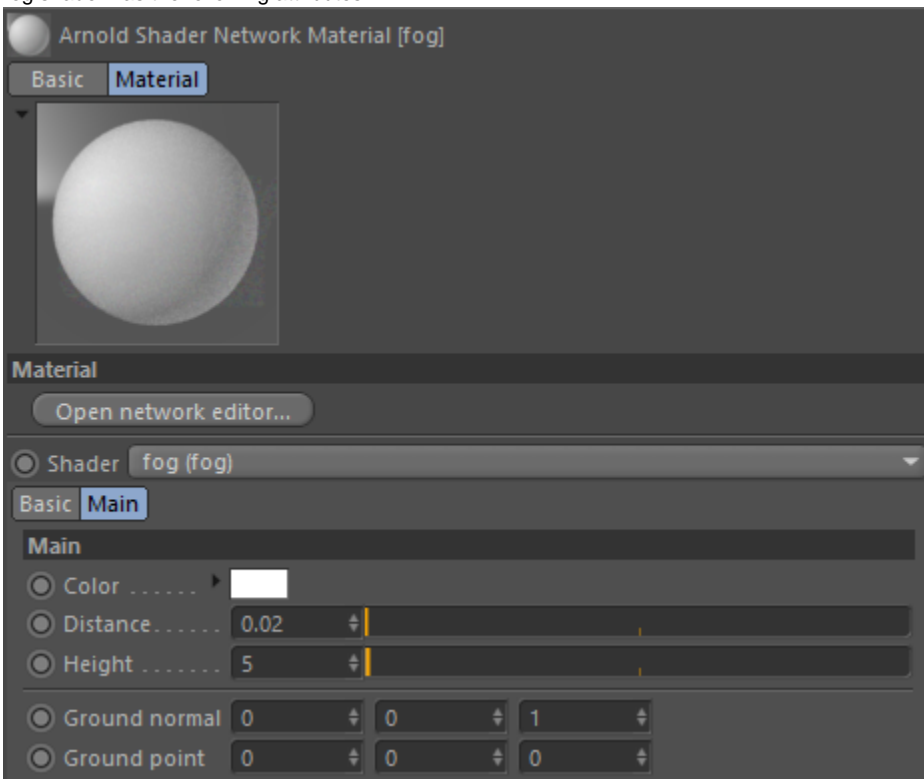 Arnold Shader Network Material [fog]
Basic Material
Material
Open network editor...
Shader fog (fog)
Basic Main
Main
Color ......
Distance...... 0.02
Height ....... 5
Ground normal 0 0 1
Ground point 0 0 0